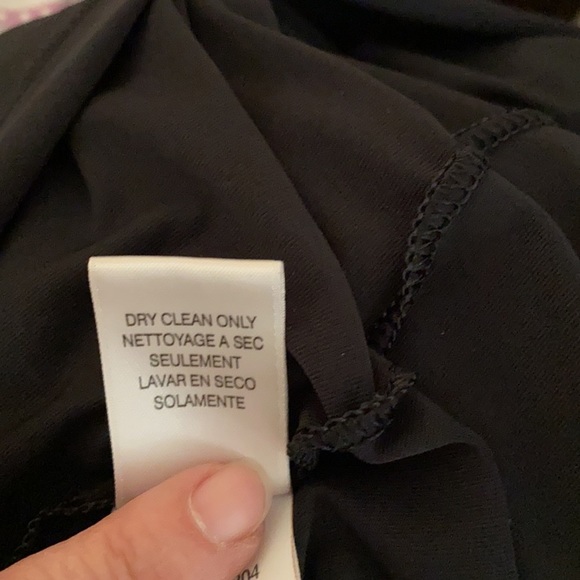 DRY CLEAN ONLY
NETTOYAGE A SEC
SEULEMENT
LAVAR EN SECO
SOLAMENTE